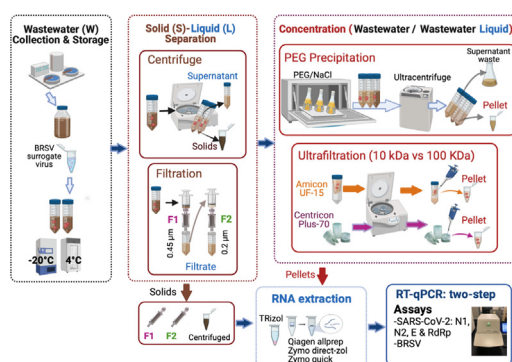 Wastewater (W)
Collection & Storage
BRSV
surrogate
virus
-20°C
4°C
Solid (S)-Liquid (L)
Separation
Centrifuge
Supernatant
Solids
Filtration
F1
F2
0.45 µm
0.2 µm
Filtrate
Concentration (Wastewater / Wastewater Liquid)
PEG Precipitation
PEG/NaCl
Ultracentrifuge
Supernatant
waste
Pellet
Ultrafiltration (10 kDa vs 100 KDa)
Amicon
UF-15
Pellet
Centricon
Plus-70
Pellet
Solids
Pellets
F1
F2
Centrifuged
RNA extraction
TRizol
Qiagen allprep
Zymo direct-zol
Zymo quick
RT-qPCR: two-step
Assays
-SARS-CoV-2: N1,
N2, E & RdRp
-BRSV